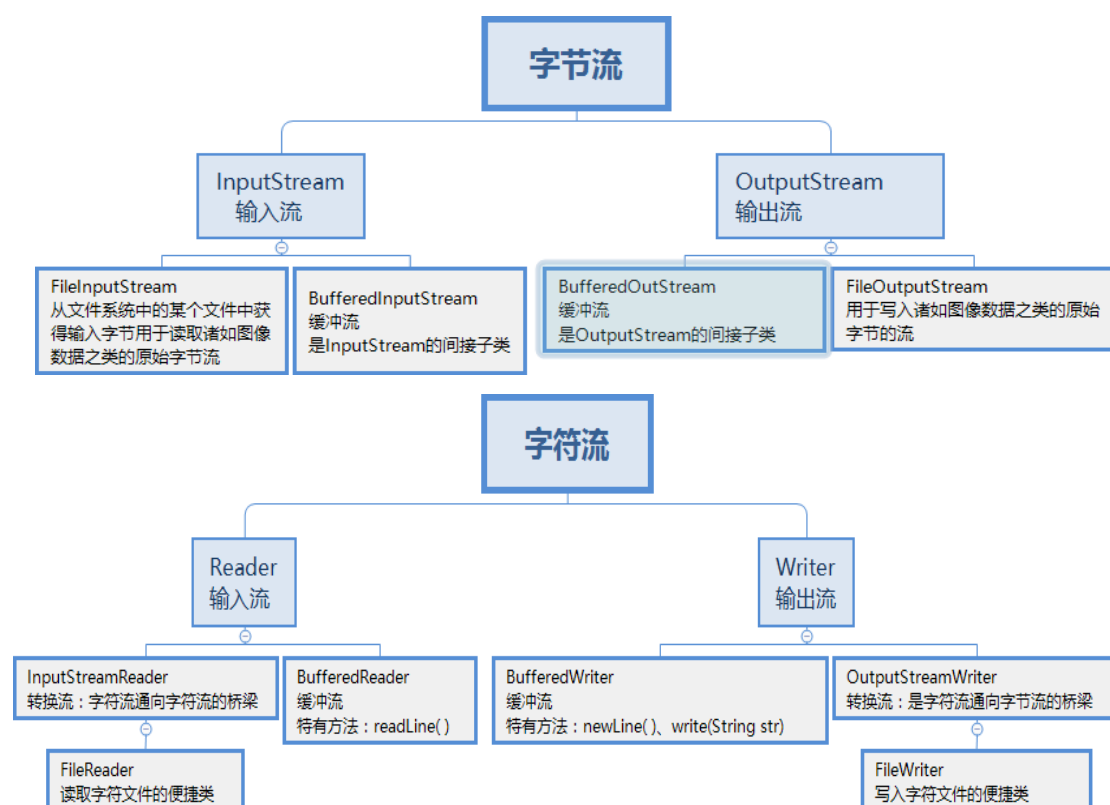 字节流
InputStream
输入流
OutputStream
输出流
FileInputStream
从文件系统中的某个文件中获
得输入字节用于读取诸如图像
数据之类的原始字节流
BufferedInputStream
缓冲流
是InputStream的间接子类
BufferedOutStream
缓冲流
是OutputStream的间接子类
FileOutputStream
用于写入诸如图像数据之类的原始
字节的流
字符流
Reader
输入流
Writer
输出流
InputStreamReader
转换流：字符流通向字符流的桥梁
BufferedReader
缓冲流
特有方法：readLine( )
BufferedWriter
缓冲流
特有方法：newLine( )、write(String str)
OutputStreamWriter
转换流：是字符流通向字节流的桥梁
FileReader
读取字符文件的便捷类
FileWriter
写入字符文件的便捷类